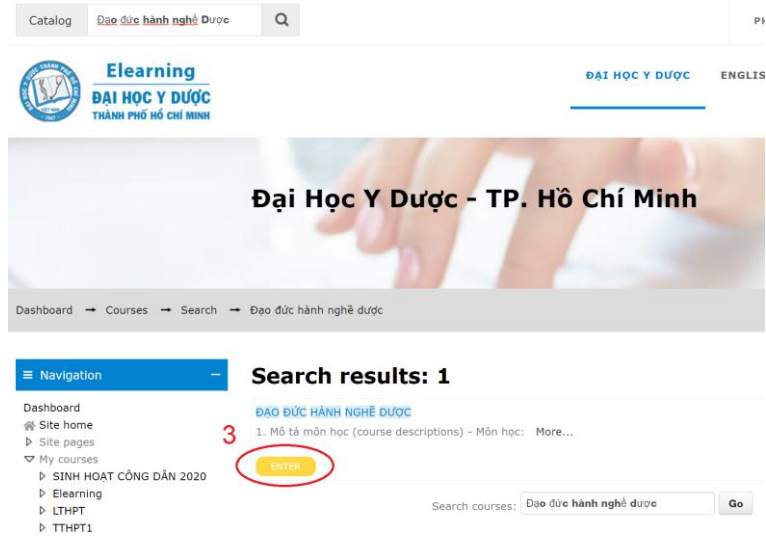 Catalog Đạo đức hành nghề Dược
ĐẠI HỌC Y DƯỢC
Elearning
ĐẠI HỌC Y DƯỢC
THÀNH PHỐ HỒ CHÍ MINH
Đại Học Y Dược - TP. Hồ Chí Minh
Dashboard → Courses → Search → Đạo đức hành nghề dược
Navigation
Search results: 1
Dashboard
Site home
Site pages
My courses
SINH HOẠT CÔNG DÂN 2020
Elearning
LTHPT
TTHPT1
ĐẠO ĐỨC HÀNH NGHỀ DƯỢC
1. Mô tả môn học (course descriptions) - Môn học: More...
3
ENTER
Search courses: Đạo đức hành nghề dược Go